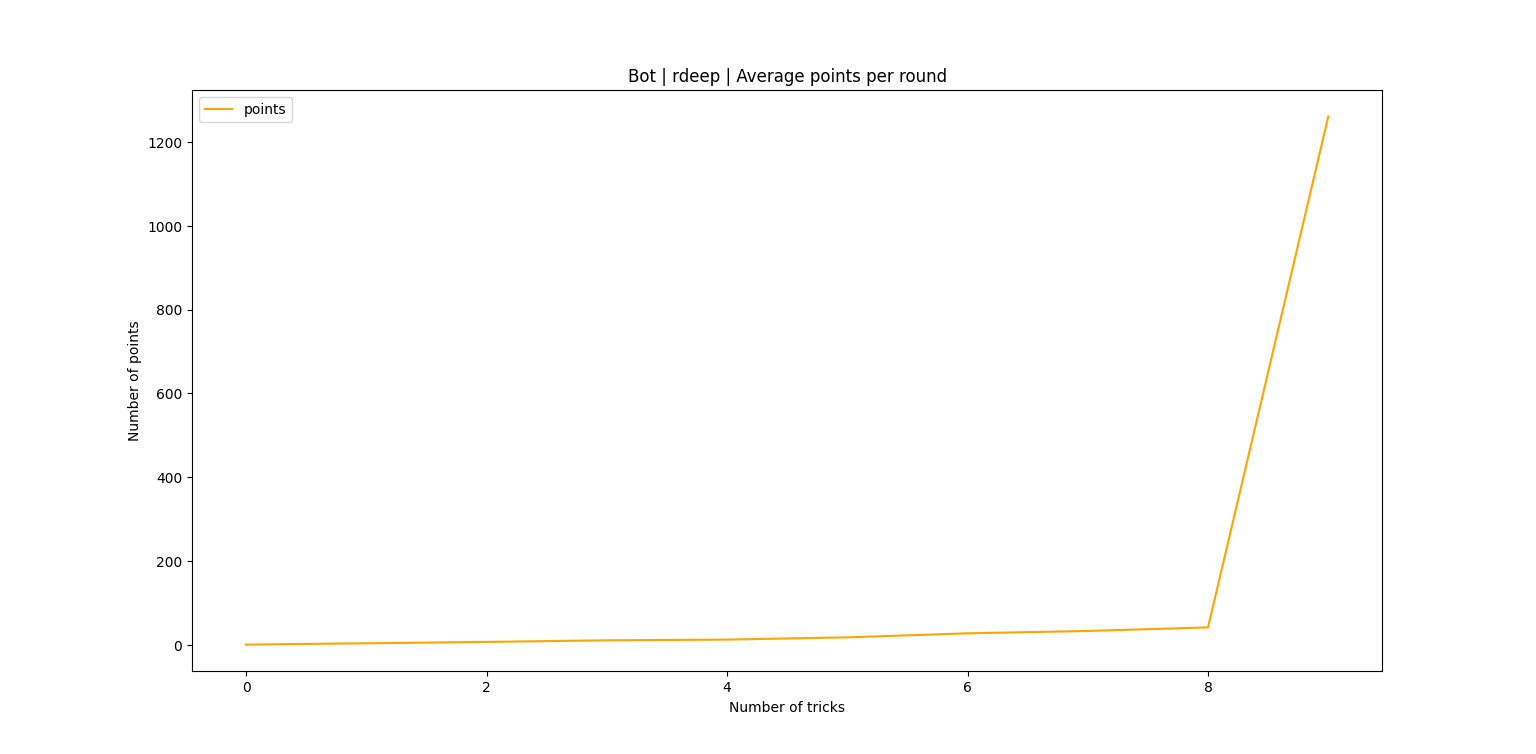 Bot | rdeep | Average points per round
points
1200
1000
800
600
400
200
0
Number of points
0 2 4 6 8
Number of tricks